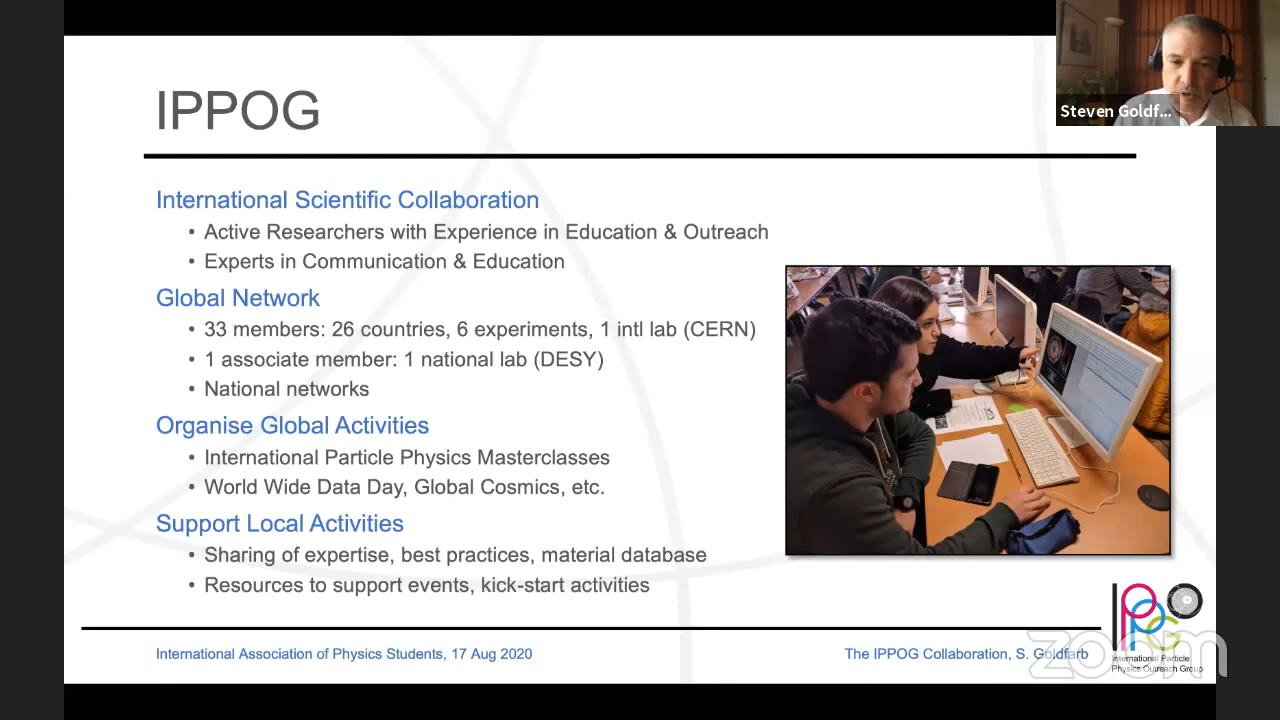 IPPOG
Steven Goldf...
International Scientific Collaboration
• Active Researchers with Experience in Education & Outreach
• Experts in Communication & Education
Global Network
• 33 members: 26 countries, 6 experiments, 1 intl lab (CERN)
• 1 associate member: 1 national lab (DESY)
• National networks
Organise Global Activities
• International Particle Physics Masterclasses
• World Wide Data Day, Global Cosmics, etc.
Support Local Activities
• Sharing of expertise, best practices, material database
• Resources to support events, kick-start activities
International Association of Physics Students, 17 Aug 2020
The IPPOG Collaboration, S. Goldfarb
IPPOG
International Particle
Physics Outreach Group
zoom